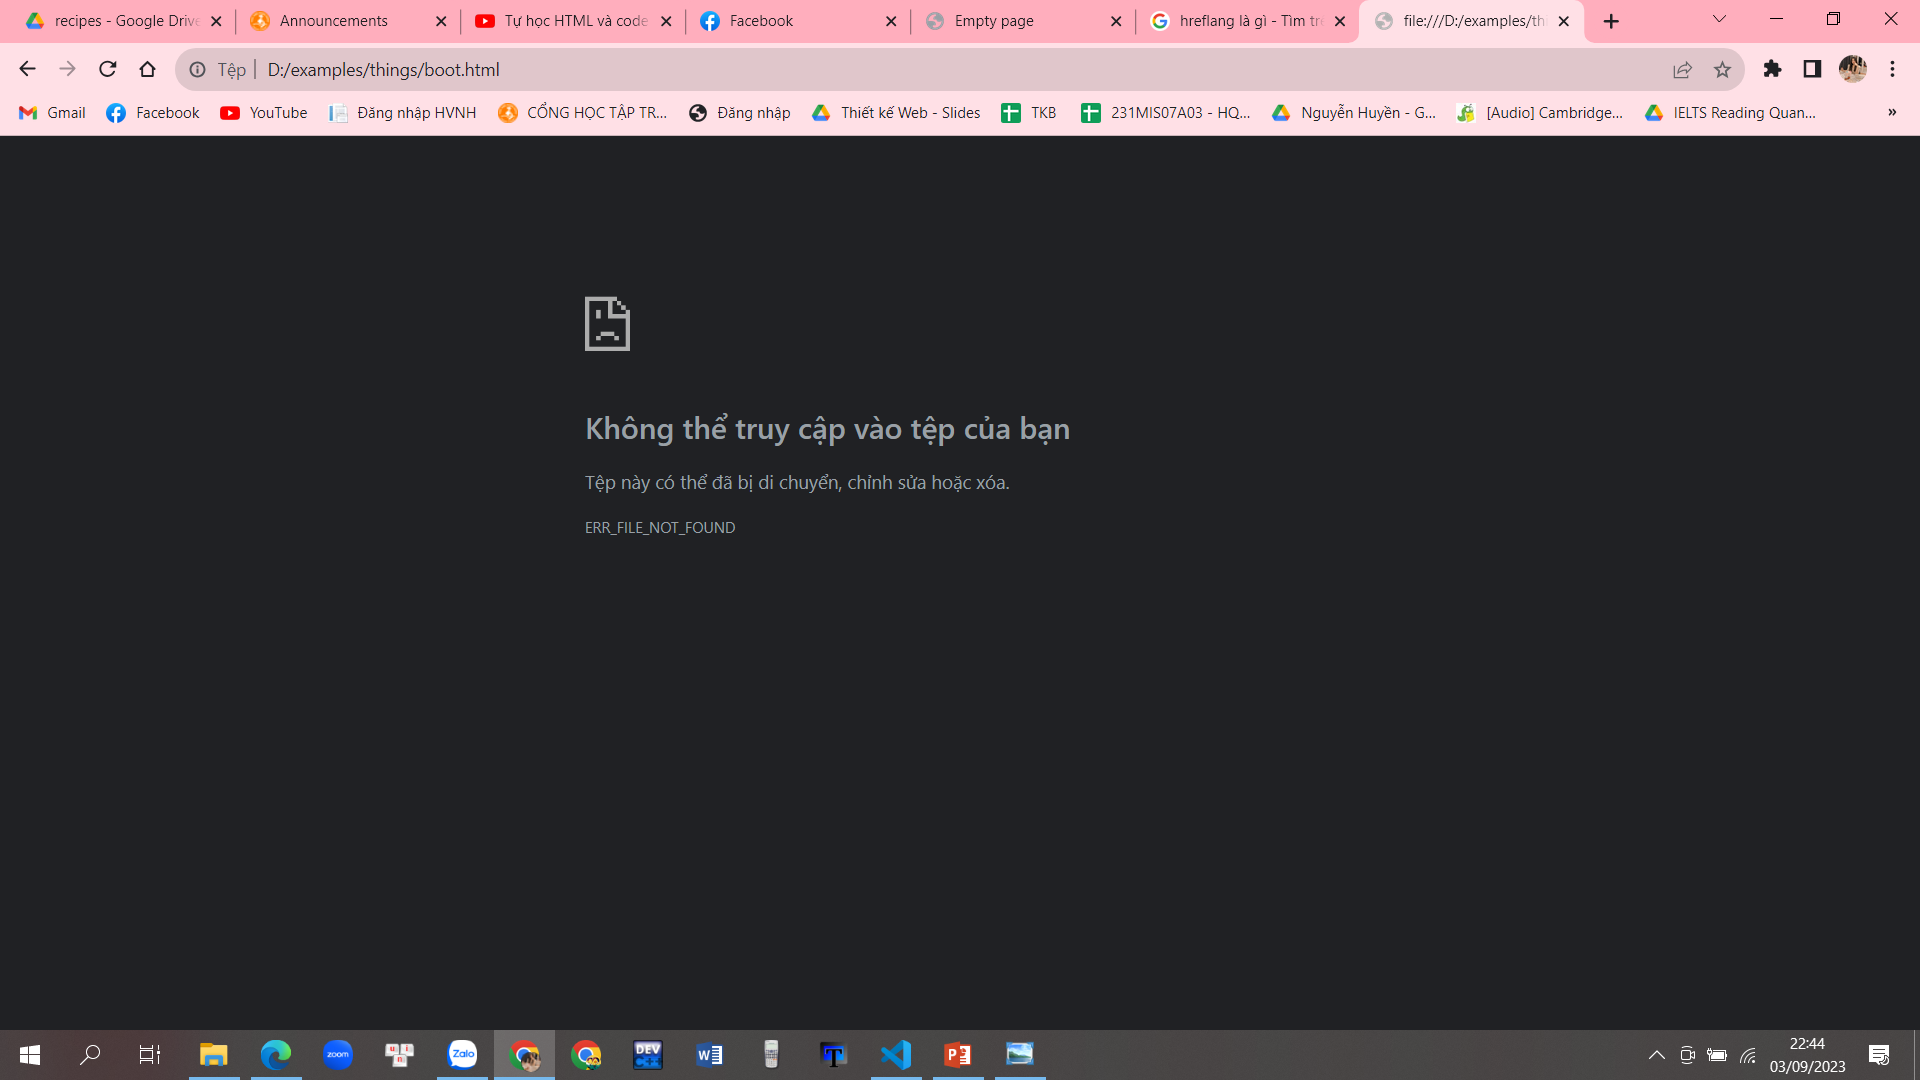 recipes - Google Drive
Announcements
Tự học HTML và code
Facebook
Empty page
hreflang là gì - Tìm tr
file:///D:/examples/th
Tệp
D:/examples/things/boot.html
Gmail
Facebook
YouTube
Đăng nhập HVNH
CỔNG HỌC TẬP TR...
Đăng nhập
Thiết kế Web - Slides
TKB
231MIS07A03 - HQ...
Nguyễn Huyền - G...
[Audio] Cambridge...
IELTS Reading Quan...
»
Không thể truy cập vào tệp của bạn
Tệp này có thể đã bị di chuyển, chỉnh sửa hoặc xóa.
ERR_FILE_NOT_FOUND
zoom
u n i
Zalo
DEV
C++
W
T
P
22:44
03/09/2023